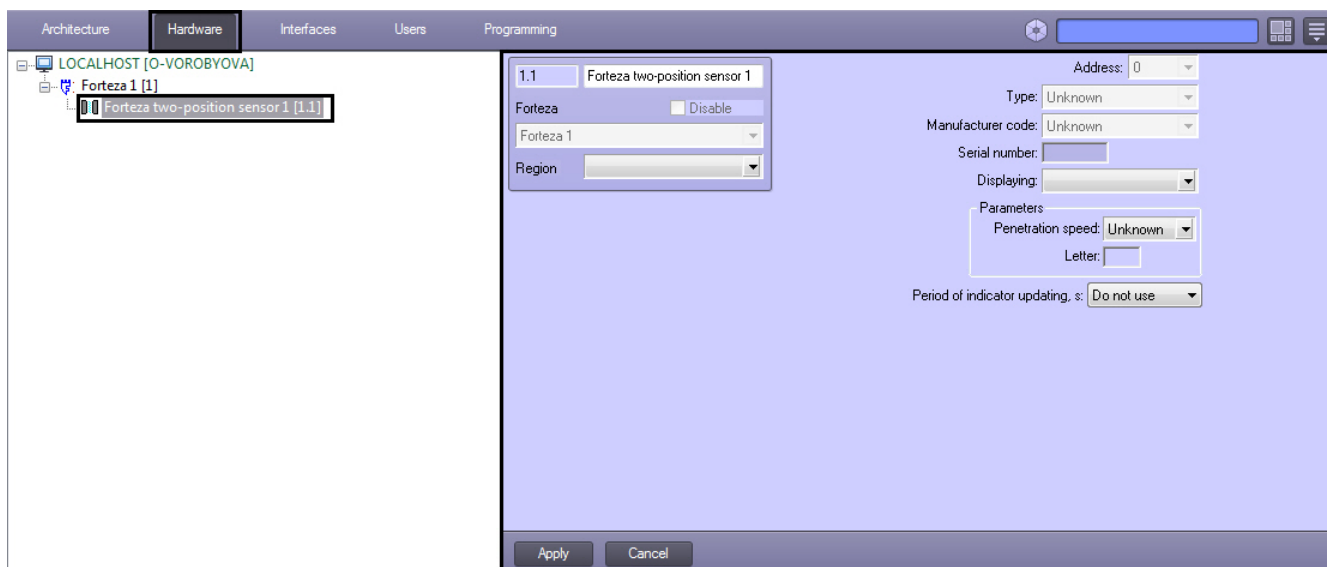 Architecture Hardware Interfaces Users Programming
LOCALHOST [O-VOROBYOVA]
Forteza 1 [1]
Forteza two-position sensor 1 [1.1]
1.1 Forteza two-position sensor 1
Forteza Disable
Forteza 1
Region
Address: 0
Type: Unknown
Manufacturer code: Unknown
Serial number:
Displaying:
Parameters
Penetration speed: Unknown
Letter:
Period of indicator updating, s: Do not use
Apply Cancel